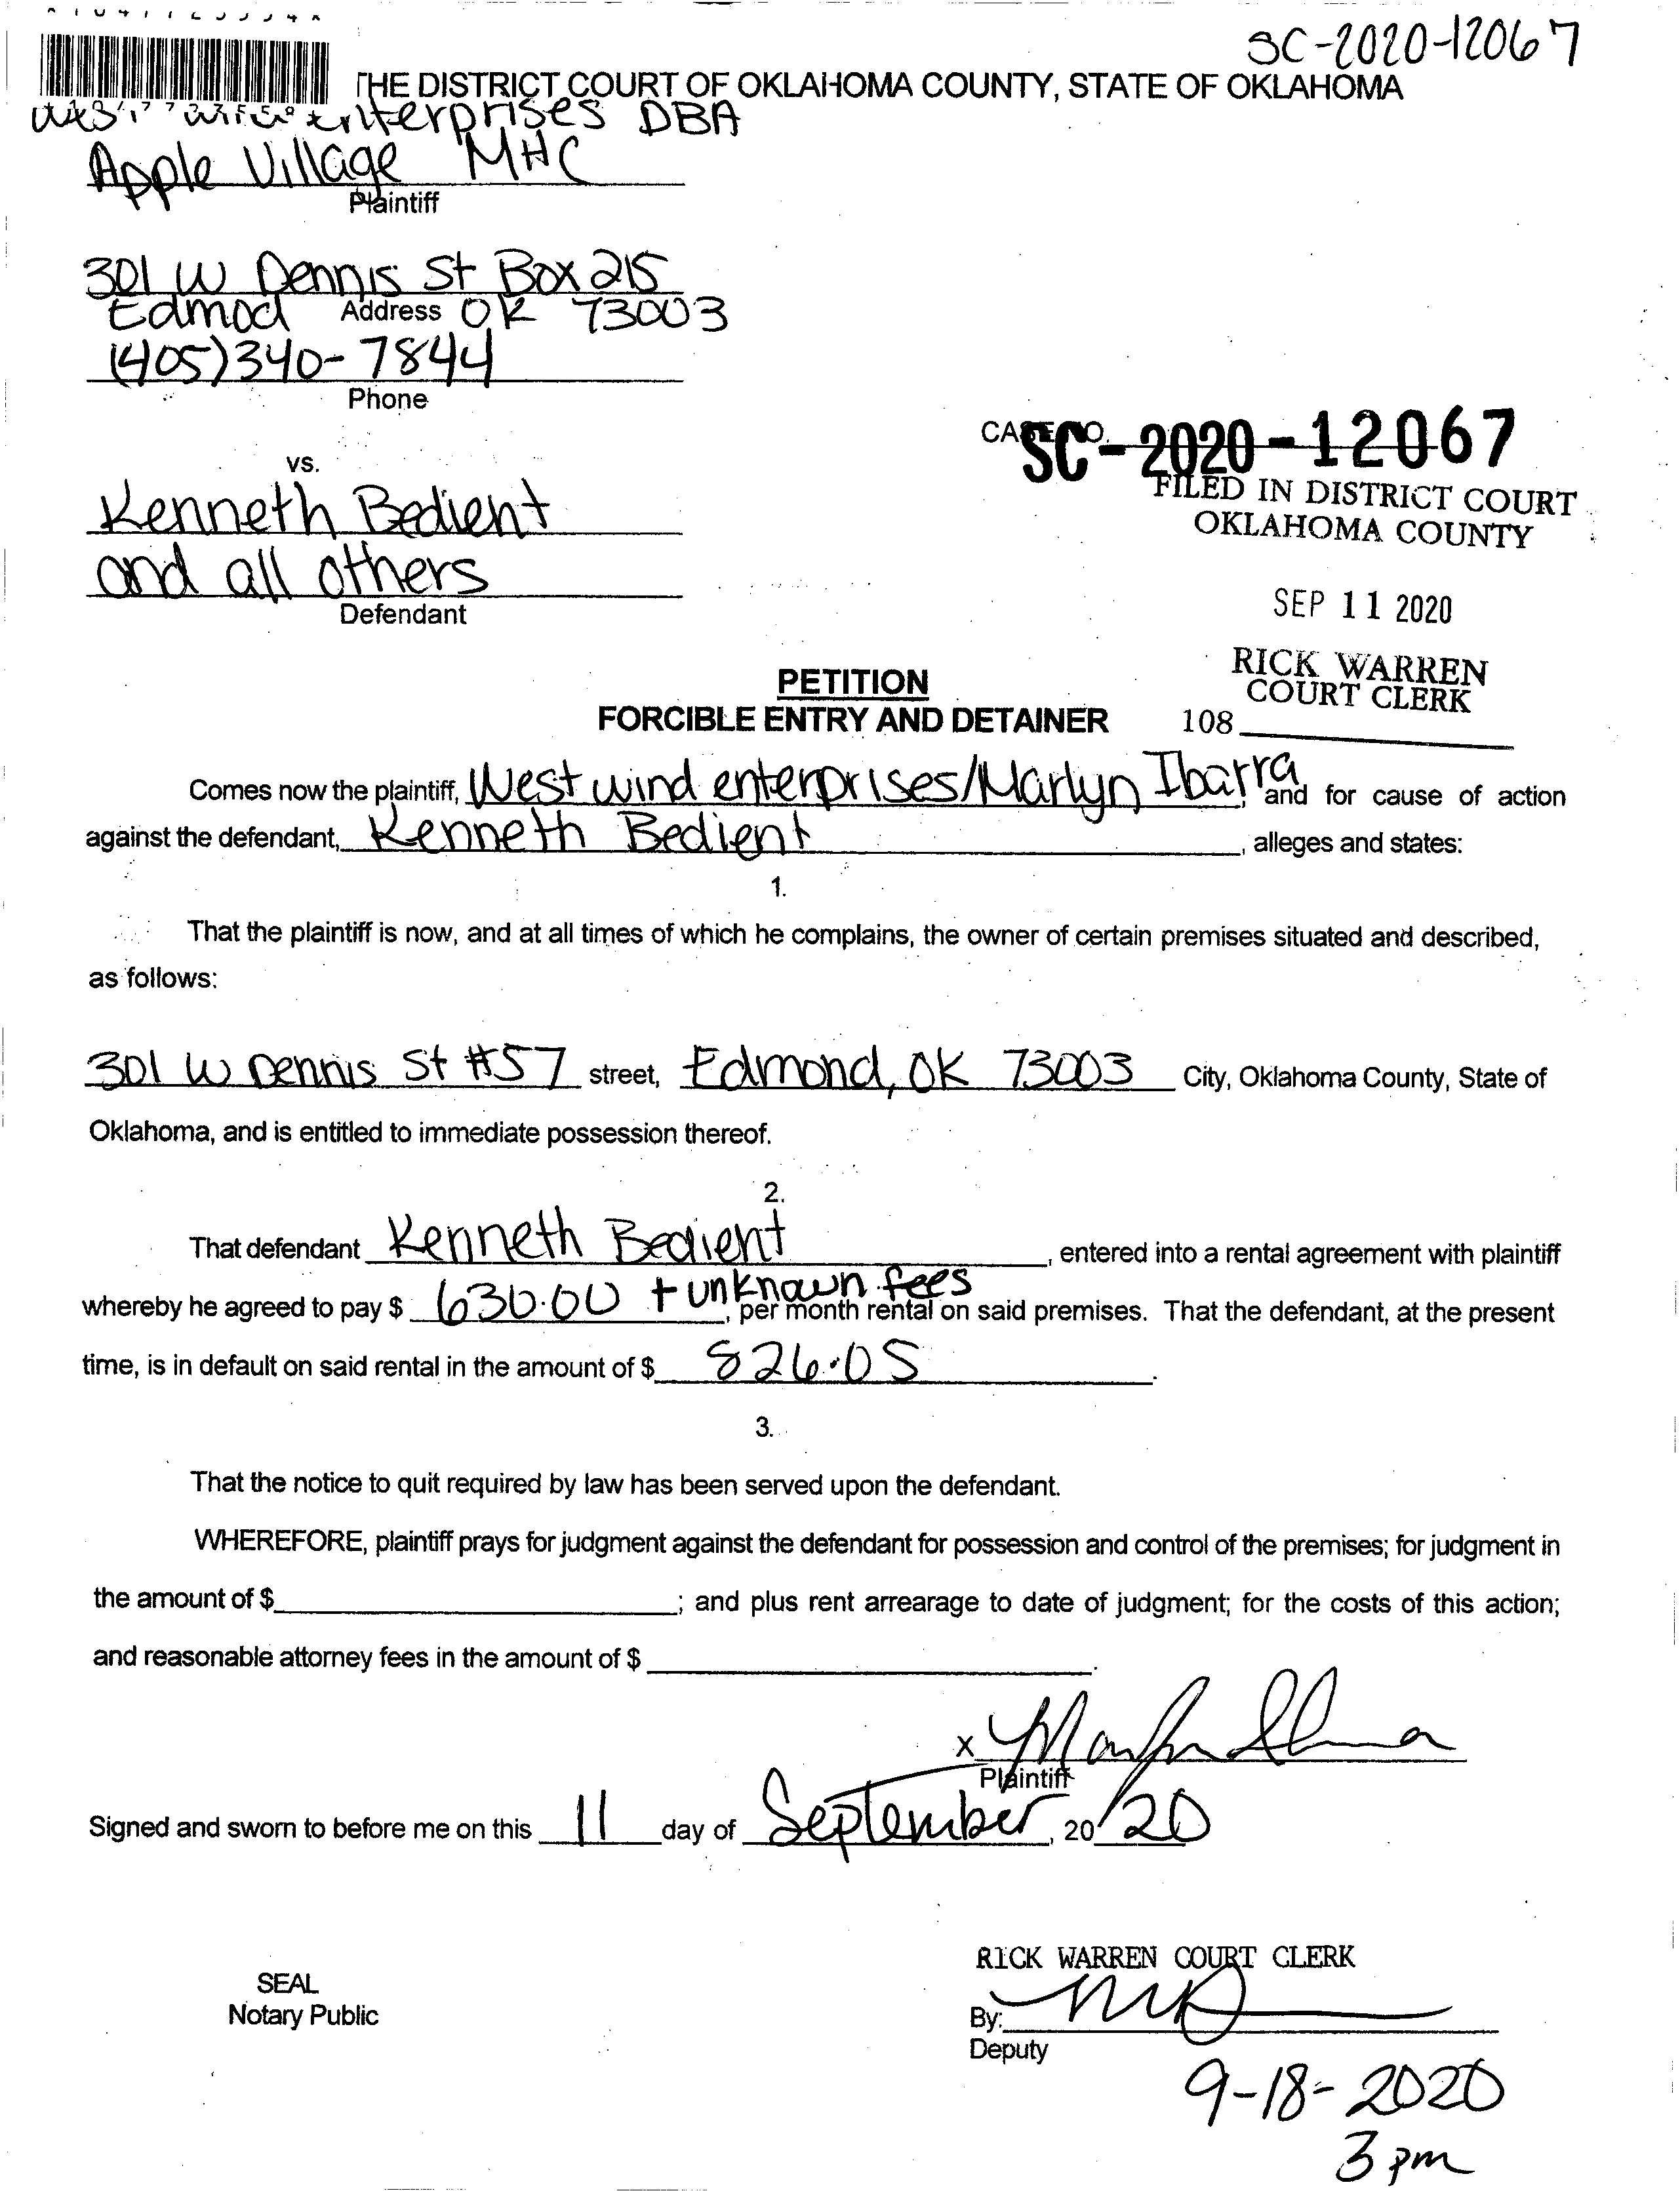 SC-2020-12067
THE DISTRICT COURT OF OKLAHOMA COUNTY, STATE OF OKLAHOMA
enterprises DBA
Apple Village MHC
Plaintiff
301 W Dennis St Box 215
Edmod Address OK 73003
(405)340-7844
Phone
CASE NO. SC-2020-12067
FILED IN DISTRICT COURT
OKLAHOMA COUNTY
vs.
Kenneth Bedient
and all others
Defendant
SEP 11 2020
RICK WARREN
COURT CLERK
108
PETITION
FORCIBLE ENTRY AND DETAINER
Comes now the plaintiff, West wind enterprises/Marlyn Ibarra, and for cause of action
against the defendant, Kenneth Bedient, alleges and states:
1.
That the plaintiff is now, and at all times of which he complains, the owner of certain premises situated and described,
as follows:
301 W Dennis St #57 street, Edmond, OK 73003 City, Oklahoma County, State of
Oklahoma, and is entitled to immediate possession thereof.
2.
That defendant Kenneth Bedient, entered into a rental agreement with plaintiff
whereby he agreed to pay $ 630.00 + unknown fees, per month rental on said premises. That the defendant, at the present
time, is in default on said rental in the amount of $ 826.05.
3.
That the notice to quit required by law has been served upon the defendant.
WHEREFORE, plaintiff prays for judgment against the defendant for possession and control of the premises; for judgment in
the amount of $ ; and plus rent arrearage to date of judgment; for the costs of this action;
and reasonable attorney fees in the amount of $ .
X
Plaintiff
Signed and sworn to before me on this 11 day of September, 20 20
SEAL
Notary Public
RICK WARREN COURT CLERK
By:
Deputy
9-18-2020
3 pm